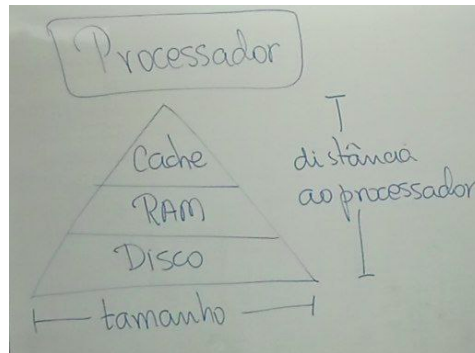 Processador
Cache
RAM
Disco
tamanho
distância
ao processador